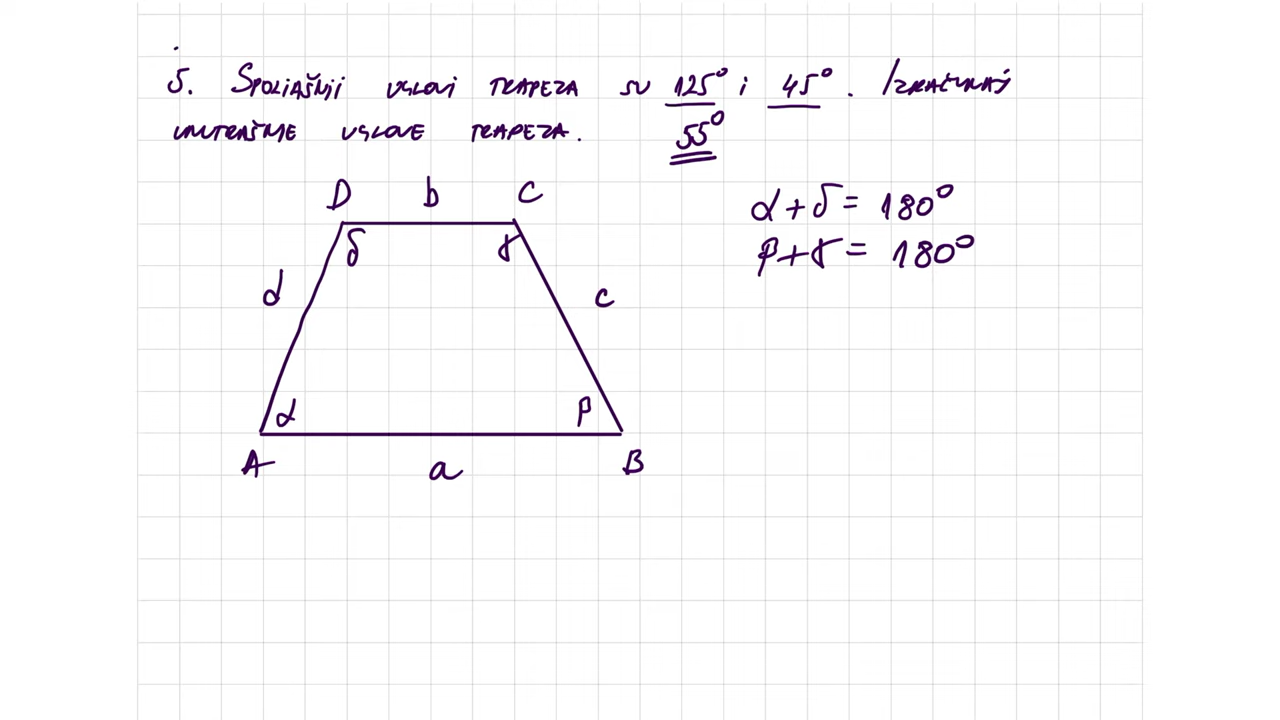 5. SPOLJAŠNJI UGLOVI TRAPEZA SU 125° i 45°. IZRAČUNAJ
UNUTRAŠNJE UGLOVE TRAPEZA. 55°
D b C
α+δ= 180°
β+γ= 180°
δ γ
d c
α β
A a B